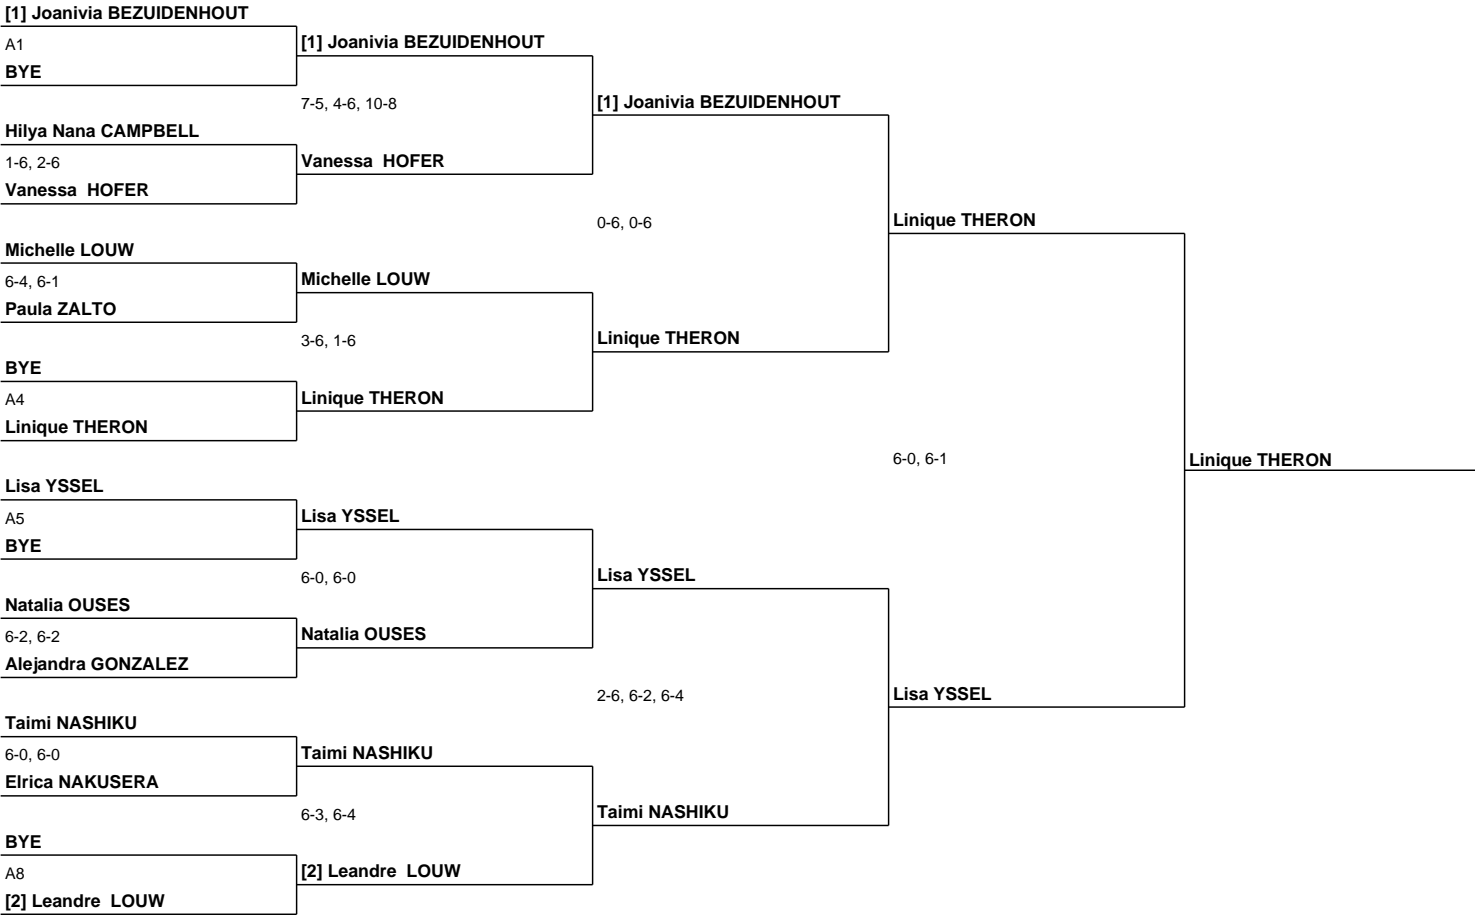 [1] Joanivia BEZUIDENHOUT
A1
BYE
Hilya Nana CAMPBELL
1-6, 2-6
Vanessa HOFER
Michelle LOUW
6-4, 6-1
Paula ZALTO
BYE
A4
Linique THERON
Lisa YSSEL
A5
BYE
Natalia OUSES
6-2, 6-2
Alejandra GONZALEZ
Taimi NASHIKU
6-0, 6-0
Elrica NAKUSERA
BYE
A8
[2] Leandre LOUW
[1] Joanivia BEZUIDENHOUT
7-5, 4-6, 10-8
Vanessa HOFER
Michelle LOUW
3-6, 1-6
Linique THERON
Lisa YSSEL
6-0, 6-0
Natalia OUSES
Taimi NASHIKU
6-3, 6-4
[2] Leandre LOUW
[1] Joanivia BEZUIDENHOUT
0-6, 0-6
Linique THERON
Lisa YSSEL
2-6, 6-2, 6-4
Taimi NASHIKU
Linique THERON
6-0, 6-1
Lisa YSSEL
Linique THERON